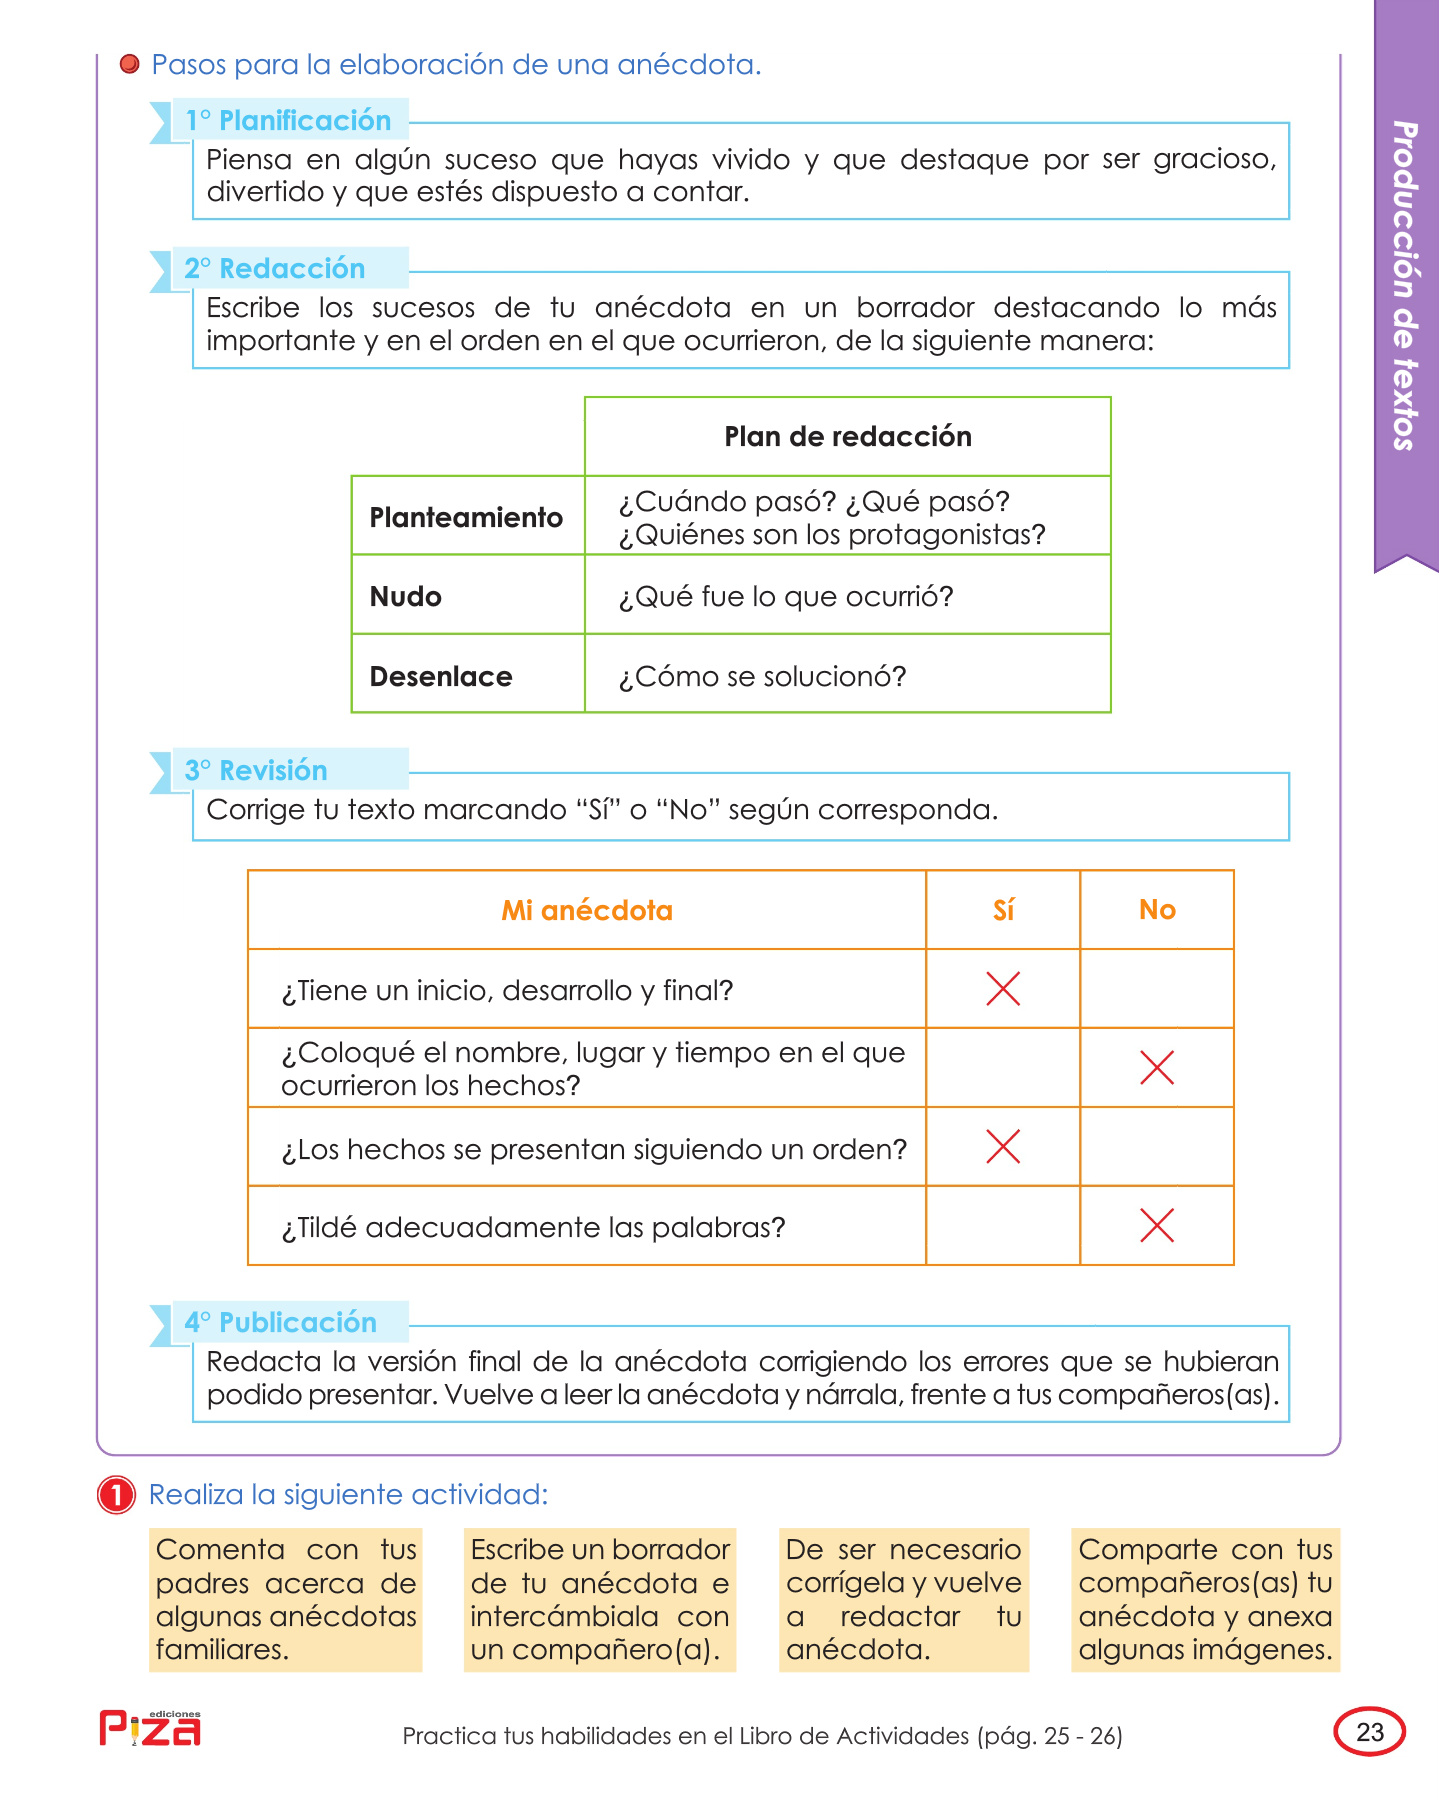 Pasos para la elaboración de una anécdota.
1° Planificación
Piensa en algún suceso que hayas vivido y que destaque por ser gracioso,
divertido y que estés dispuesto a contar.
2° Redacción
Escribe los sucesos de tu anécdota en un borrador destacando lo más
importante y en el orden en el que ocurrieron, de la siguiente manera:
Plan de redacción
Planteamiento
¿Cuándo pasó? ¿Qué pasó?
¿Quiénes son los protagonistas?
Nudo
¿Qué fue lo que ocurrió?
Desenlace
¿Cómo se solucionó?
3° Revisión
Corrige tu texto marcando “Sí” o “No” según corresponda.
Mi anécdota
Sí
No
¿Tiene un inicio, desarrollo y final?
¿Coloqué el nombre, lugar y tiempo en el que
ocurrieron los hechos?
¿Los hechos se presentan siguiendo un orden?
¿Tildé adecuadamente las palabras?
4° Publicación
Redacta la versión final de la anécdota corrigiendo los errores que se hubieran
podido presentar. Vuelve a leer la anécdota y nárrala, frente a tus compañeros(as).
Producción de textos
1 Realiza la siguiente actividad:
Comenta con tus
padres acerca de
algunas anécdotas
familiares.
Escribe un borrador
de tu anécdota e
intercámbiala con
un compañero(a).
De ser necesario
corrígela y vuelve
a redactar tu
anécdota.
Comparte con tus
compañeros(as) tu
anécdota y anexa
algunas imágenes.
ediciones
PiZA
Practica tus habilidades en el Libro de Actividades (pág. 25 - 26)
23